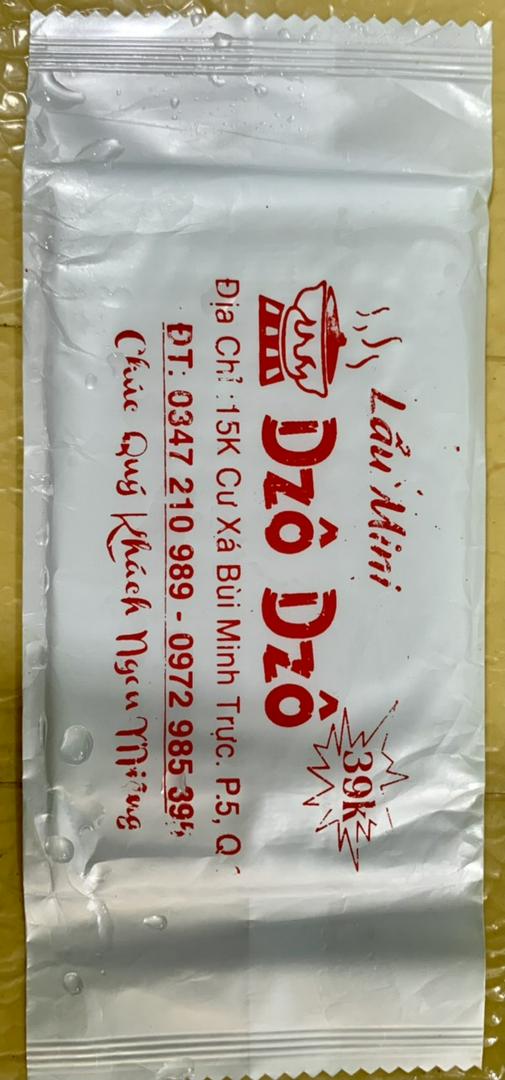 Lẩu Mini
Dzô Dzô
39k
Địa Chỉ :15K Cư Xá Bùi Minh Trực. P.5, Q
ĐT: 0347 210 989 - 0972 985 395
Chúc Quý Khách Ngon Miệng